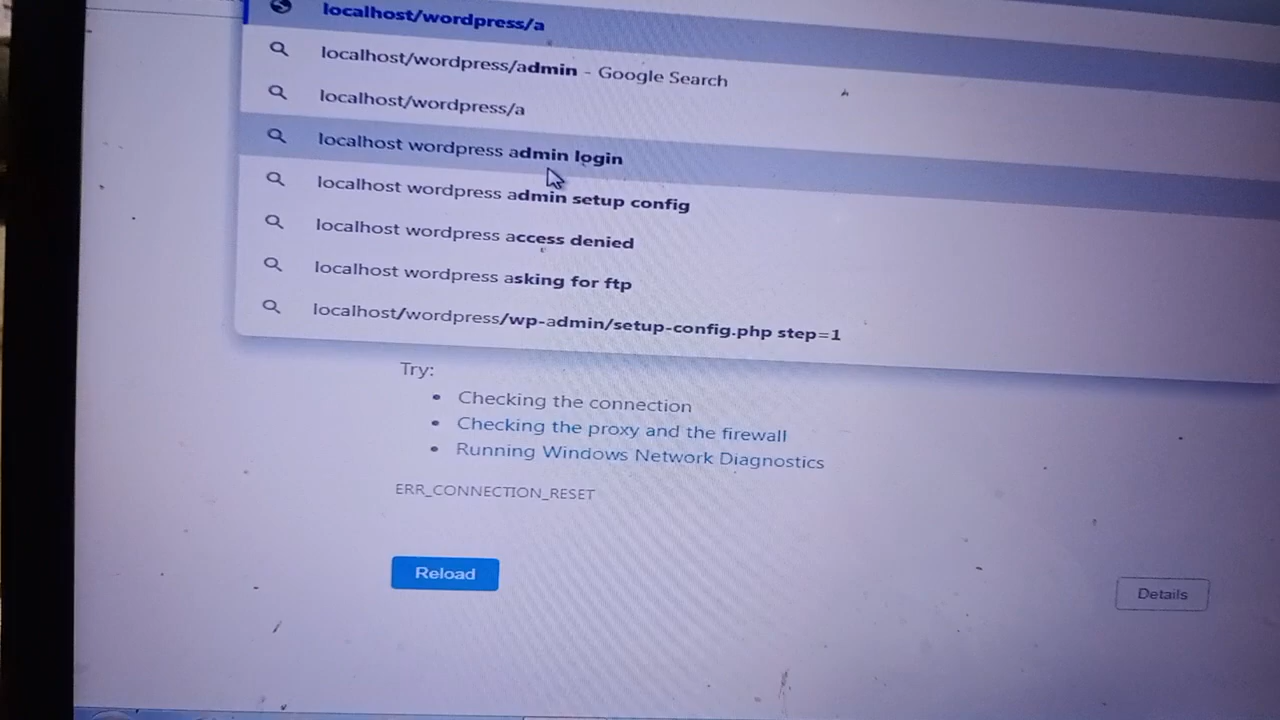 localhost/wordpress/a
localhost/wordpress/admin - Google Search
localhost/wordpress/a
localhost wordpress admin login
localhost wordpress admin setup config
localhost wordpress access denied
localhost wordpress asking for ftp
localhost/wordpress/wp-admin/setup-config.php step=1
Try:
Checking the connection
Checking the proxy and the firewall
Running Windows Network Diagnostics
ERR_CONNECTION_RESET
Reload
Details